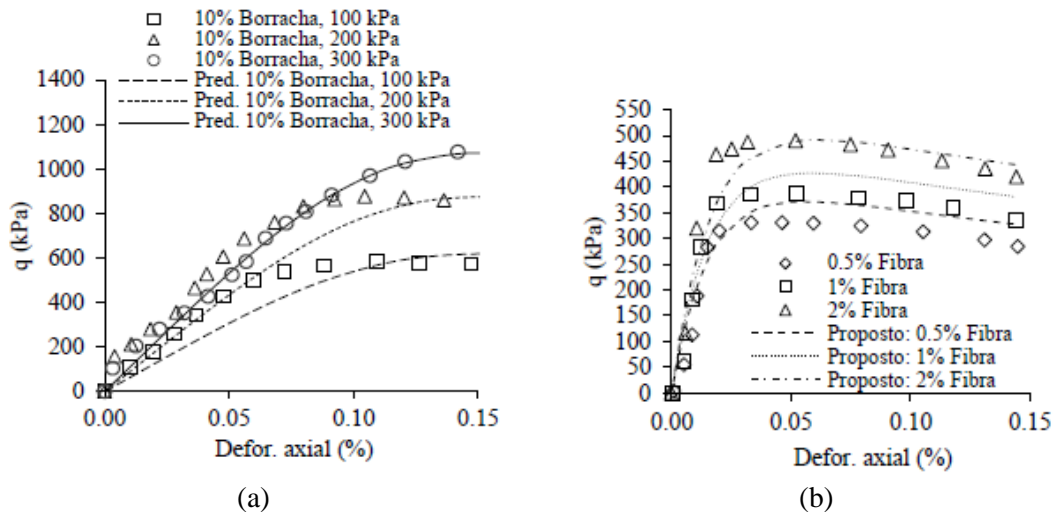 10% Borracha, 100 kPa
10% Borracha, 200 kPa
10% Borracha, 300 kPa
Pred. 10% Borracha, 100 kPa
Pred. 10% Borracha, 200 kPa
Pred. 10% Borracha, 300 kPa
1400
1200
1000
800
600
400
200
0
q (kPa)
0.00 0.05 0.10 0.15
Defor. axial (%)
(a)
550
500
450
400
350
300
250
200
150
100
50
0
q (kPa)
0.5% Fibra
1% Fibra
2% Fibra
Proposto: 0.5% Fibra
Proposto: 1% Fibra
Proposto: 2% Fibra
0.00 0.05 0.10 0.15
Defor. axial (%)
(b)